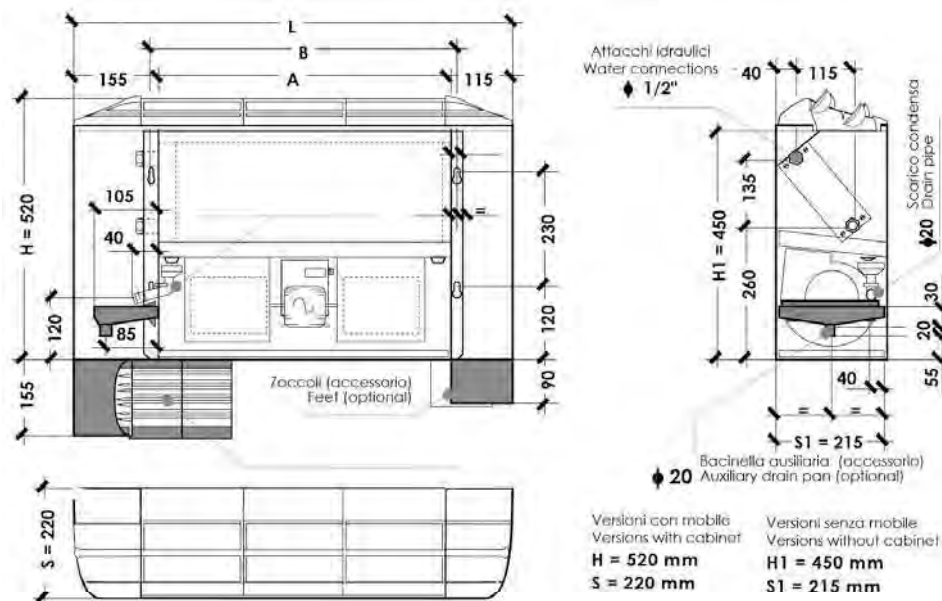 L
B
155
A
115
H = 520
105
40
120
85
155
230
120
90
=
Zoccoli (accessorio)
Feet (optional)
S = 220
Attacchi idraulici
Water connections
ϕ 1/2"
40
115
135
H1 = 450
260
Scarico condensa
Drain pipe
ϕ20
30
20
55
40
= =
S1 = 215
Bacinella ausiliaria (accessorio)
ϕ 20 Auxiliary drain pan (optional)
Versioni con mobile
Versions with cabinet
H = 520 mm
S = 220 mm
Versioni senza mobile
Versions without cabinet
H1 = 450 mm
S1 = 215 mm